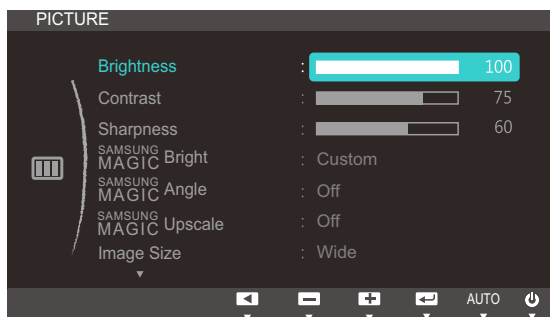 PICTURE
Brightness : 100
Contrast : 75
Sharpness : 60
SAMSUNG MAGIC Bright : Custom
SAMSUNG MAGIC Angle : Off
SAMSUNG MAGIC Upscale : Off
Image Size : Wide
AUTO